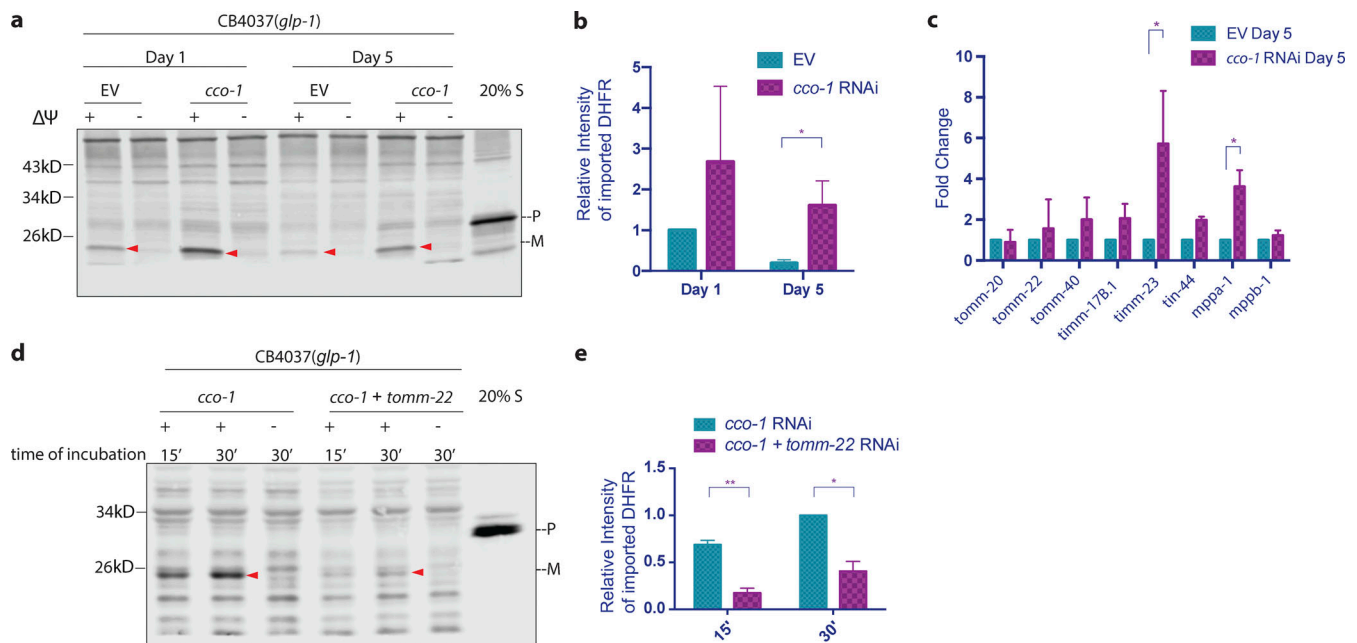 a
CB4037(glp-1)
Day 1 Day 5
EV cco-1 EV cco-1 20% S
ΔΨ + - + - + - + -
43kD
34kD
26kD
--P
--M
b
EV
cco-1 RNAi
Relative Intensity
of imported DHFR
5
4
3
2
1
0
*
Day 1 Day 5
c
EV Day 5
cco-1 RNAi Day 5
Fold Change
10
8
6
4
2
0
*
*
tomm-20 tomm-22 tomm-40 timm-17B.1 timm-23 tin-44 mppa-1 mppb-1
d
CB4037(glp-1)
cco-1 cco-1 + tomm-22 20% S
+ + - + + -
time of incubation 15′ 30′ 30′ 15′ 30′ 30′
34kD
26kD
--P
--M
e
cco-1 RNAi
cco-1 + tomm-22 RNAi
Relative Intensity
of imported DHFR
1.5
1.0
0.5
0.0
**
*
15' 30'